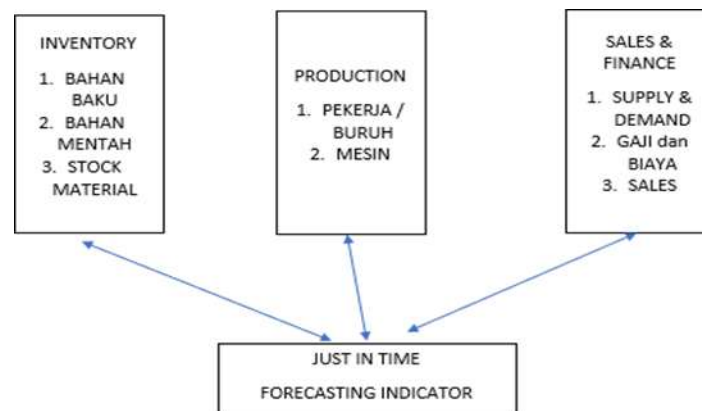 INVENTORY
1. BAHAN
BAKU
2. BAHAN
MENTAH
3. STOCK
MATERIAL
PRODUCTION
1. PEKERJA /
BURUH
2. MESIN
SALES &
FINANCE
1. SUPPLY &
DEMAND
2. GAJI dan
BIAYA
3. SALES
JUST IN TIME
FORECASTING INDICATOR